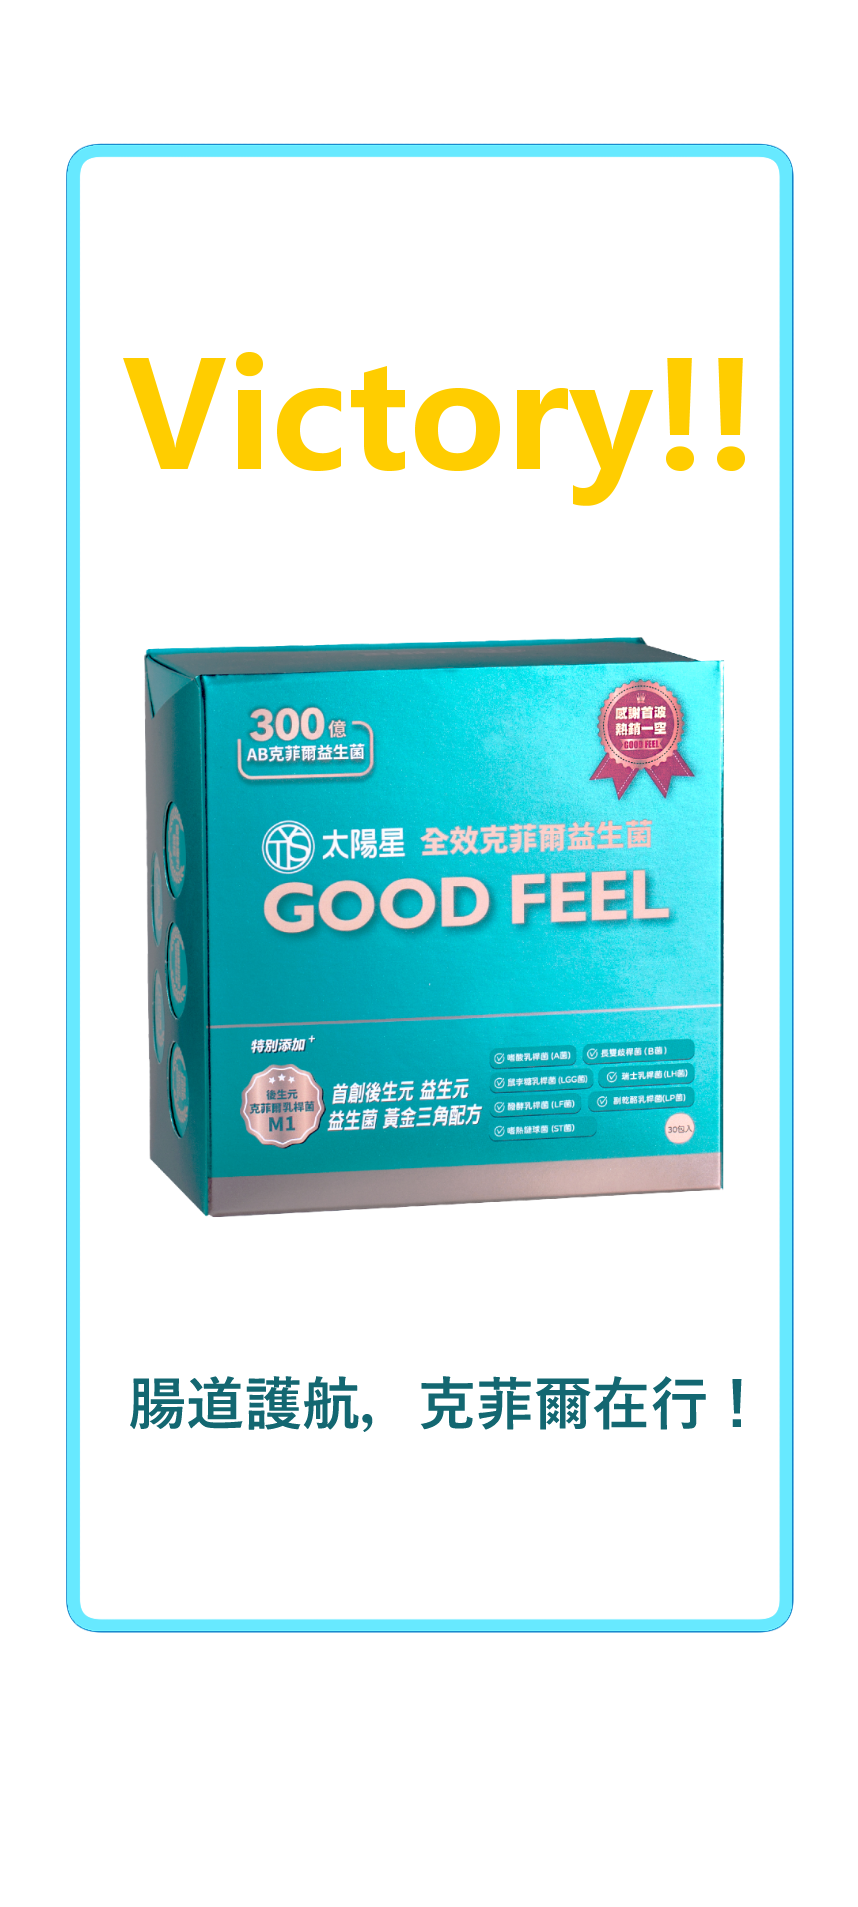 Victory!!
300億
AB克菲爾益生菌
感謝首波
熱銷一空
GOOD FEEL
TYS 太陽星 全效克菲爾益生菌
GOOD FEEL
特別添加+
後生元
克菲爾乳桿菌
M1
首創後生元 益生元
益生菌 黃金三角配方
嗜酸乳桿菌 (A菌)
長雙歧桿菌 (B菌)
鼠李糖乳桿菌 (LGG菌)
瑞士乳桿菌 (LH菌)
醱酵乳桿菌 (LF菌)
副乾酪乳桿菌(LP菌)
嗜熱鏈球菌 (ST菌)
30包入
腸道護航, 克菲爾在行！